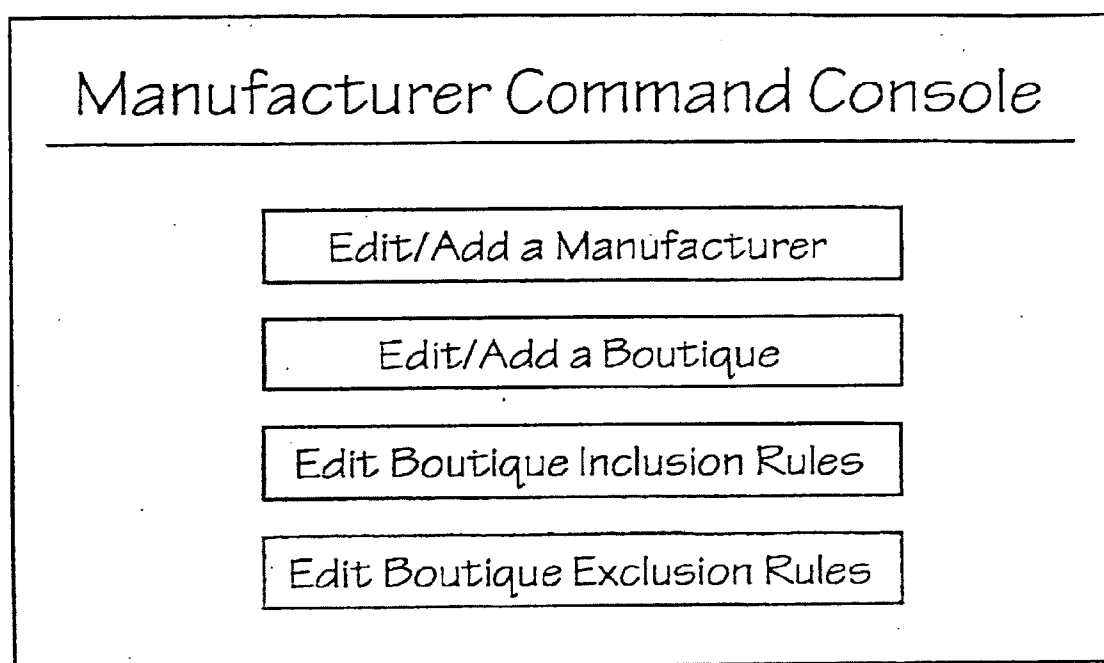 Manufacturer Command Console
Edit/Add a Manufacturer
Edit/Add a Boutique
Edit Boutique Inclusion Rules
Edit Boutique Exclusion Rules